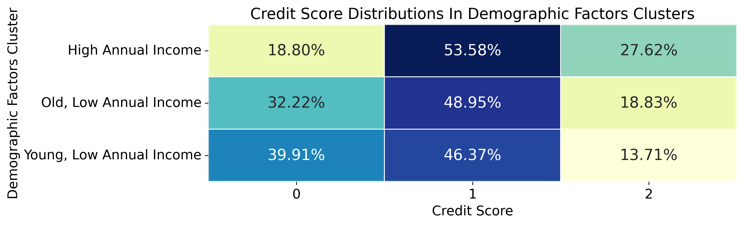 Credit Score Distributions In Demographic Factors Clusters
Demographic Factors Cluster
High Annual Income 18.80% 53.58% 27.62%
Old, Low Annual Income 32.22% 48.95% 18.83%
Young, Low Annual Income 39.91% 46.37% 13.71%
0 1 2
Credit Score